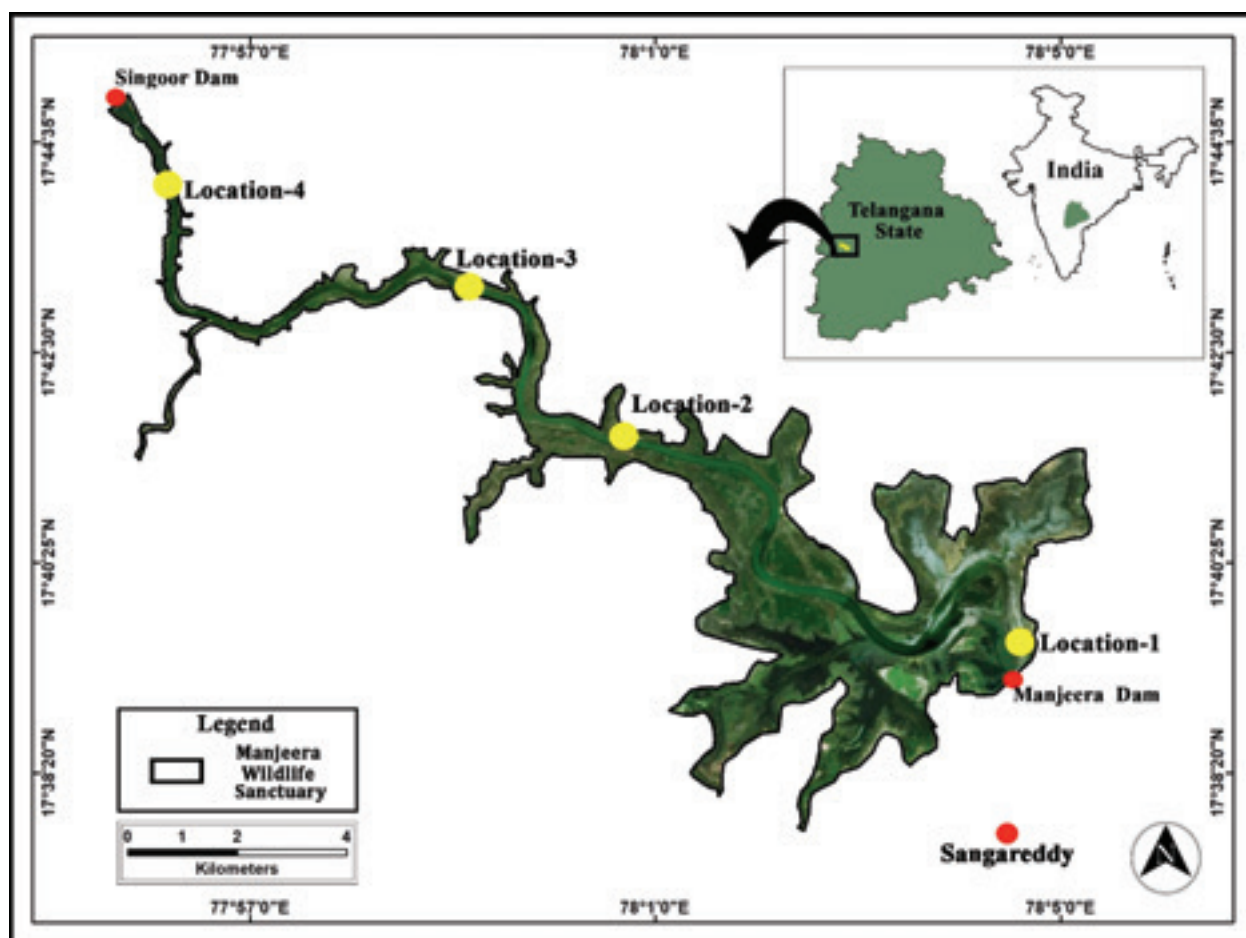 77°57'0"E
78°1'0"E
78°5'0"E
Singoor Dam
17°44'35"N
17°44'35"N
Location-4
India
Telangana
State
Location-3
17°42'30"N
17°42'30"N
Location-2
17°40'25"N
17°40'25"N
Location-1
Manjeera Dam
Legend
Manjeera
Wildlife
Sanctuary
17°38'20"N
17°38'20"N
0 1 2 4
Kilometers
Sangareddy
N
77°57'0"E
78°1'0"E
78°5'0"E